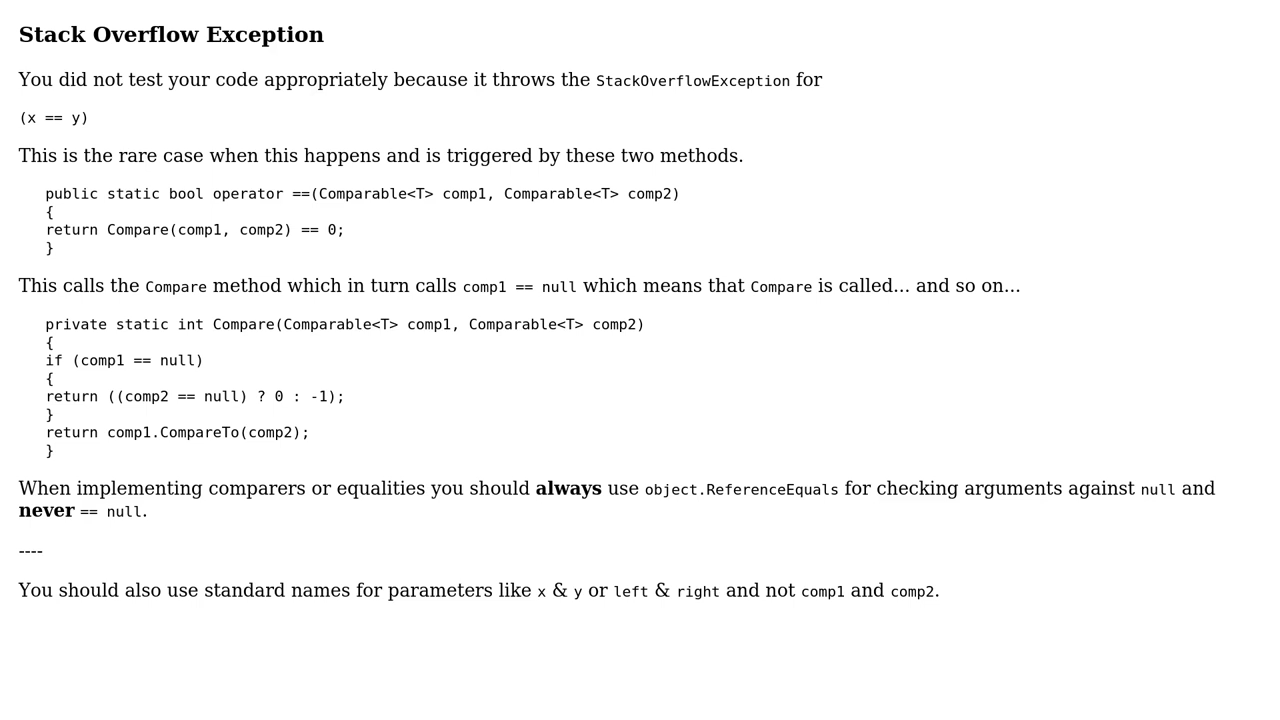 Stack Overflow Exception
You did not test your code appropriately because it throws the StackOverflowException for
(x == y)
This is the rare case when this happens and is triggered by these two methods.
public static bool operator ==(Comparable<T> comp1, Comparable<T> comp2)
{
return Compare(comp1, comp2) == 0;
}
This calls the Compare method which in turn calls comp1 == null which means that Compare is called... and so on...
private static int Compare(Comparable<T> comp1, Comparable<T> comp2)
{
if (comp1 == null)
{
return ((comp2 == null) ? 0 : -1);
}
return comp1.CompareTo(comp2);
}
When implementing comparers or equalities you should always use object.ReferenceEquals for checking arguments against null and
never == null.
----
You should also use standard names for parameters like x & y or left & right and not comp1 and comp2.